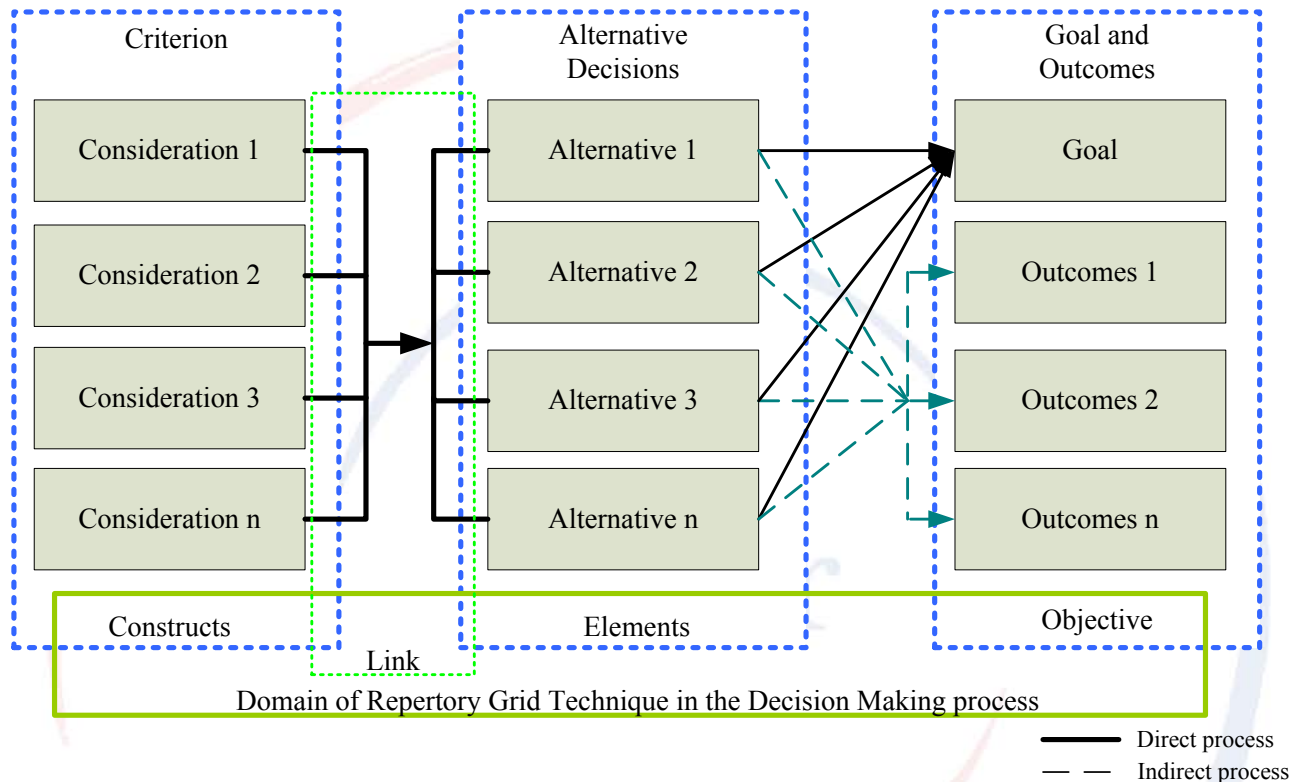 Criterion
Consideration 1
Consideration 2
Consideration 3
Consideration n
Constructs
Link
Alternative
Decisions
Alternative 1
Alternative 2
Alternative 3
Alternative n
Elements
Goal and
Outcomes
Goal
Outcomes 1
Outcomes 2
Outcomes n
Objective
Domain of Repertory Grid Technique in the Decision Making process
Direct process
Indirect process